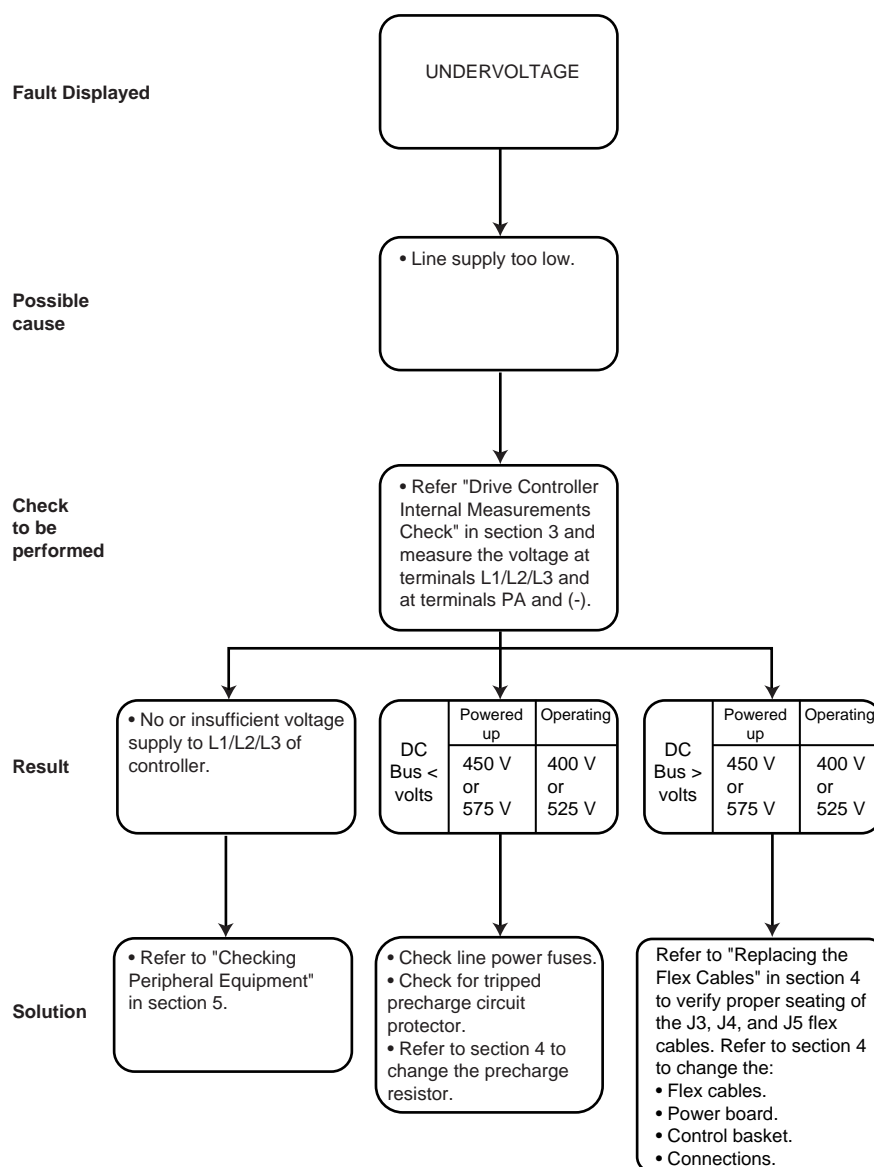 Fault Displayed
UNDERVOLTAGE
Possible
cause
• Line supply too low.
Check
to be
performed
• Refer "Drive Controller
Internal Measurements
Check" in section 3 and
measure the voltage at
terminals L1/L2/L3 and
at terminals PA and (-).
Result
• No or insufficient voltage
supply to L1/L2/L3 of
controller.
DC
Bus <
volts
Powered
up
Operating
450 V
or
575 V
400 V
or
525 V
DC
Bus >
volts
Powered
up
Operating
450 V
or
575 V
400 V
or
525 V
Solution
• Refer to "Checking
Peripheral Equipment"
in section 5.
• Check line power fuses.
• Check for tripped
precharge circuit
protector.
• Refer to section 4 to
change the precharge
resistor.
Refer to "Replacing the
Flex Cables" in section 4
to verify proper seating of
the J3, J4, and J5 flex
cables. Refer to section 4
to change the:
• Flex cables.
• Power board.
• Control basket.
• Connections.